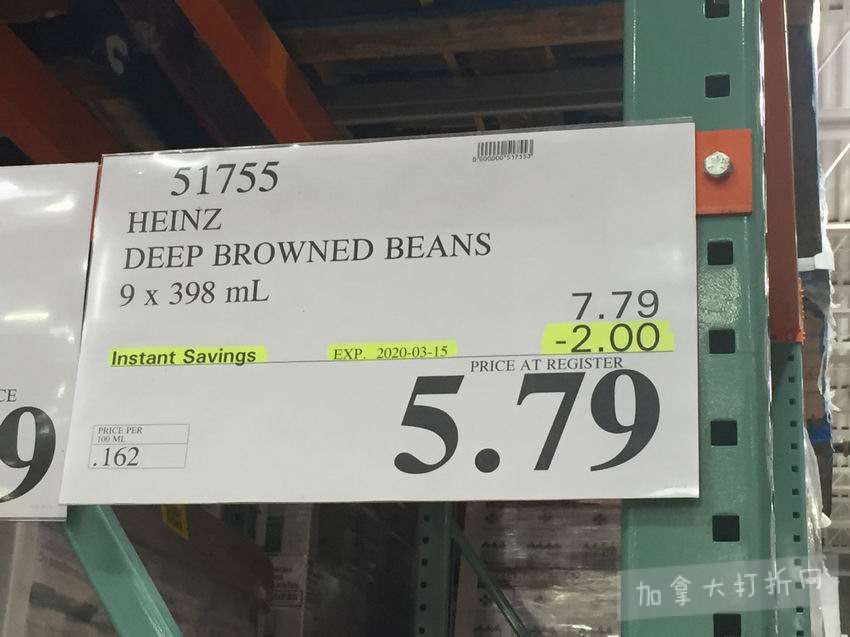 0000000517553
51755
HEINZ
DEEP BROWNED BEANS
9 x 398 mL
7.79
Instant Savings EXP. 2020-03-15 -2.00
PRICE AT REGISTER
5.79
PRICE PER
100 ML
.162
CE
9
加拿大打折网